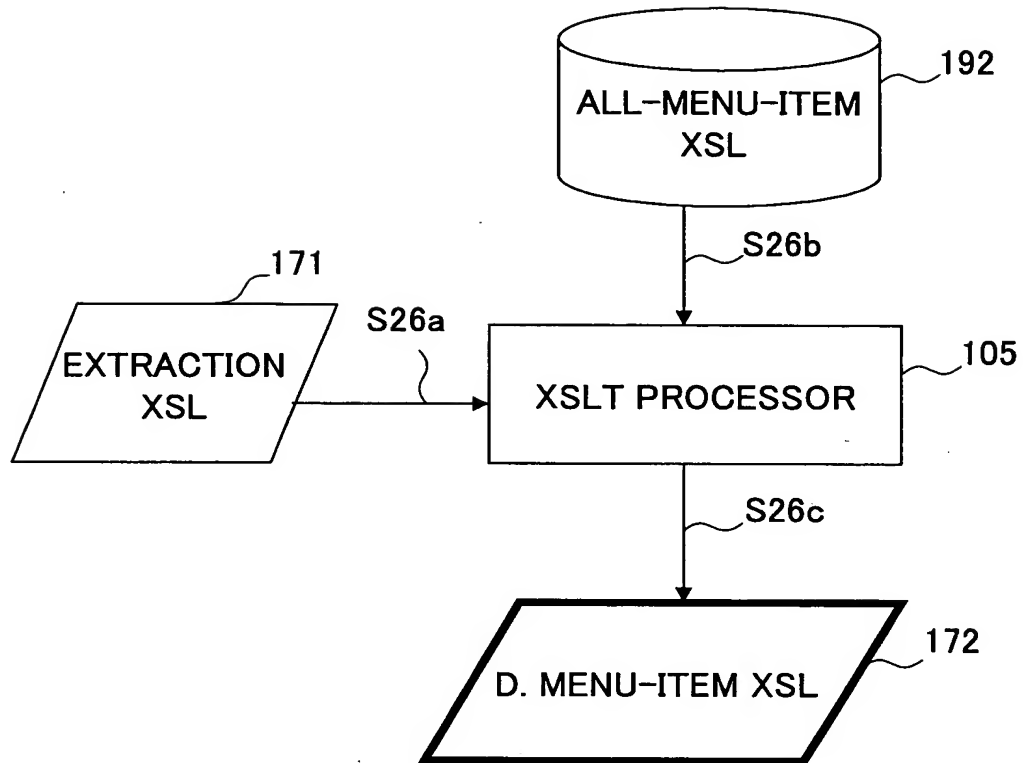 192
ALL-MENU-ITEM
XSL
S26b
171
S26a
EXTRACTION
XSL
105
XSLT PROCESSOR
S26c
172
D. MENU-ITEM XSL